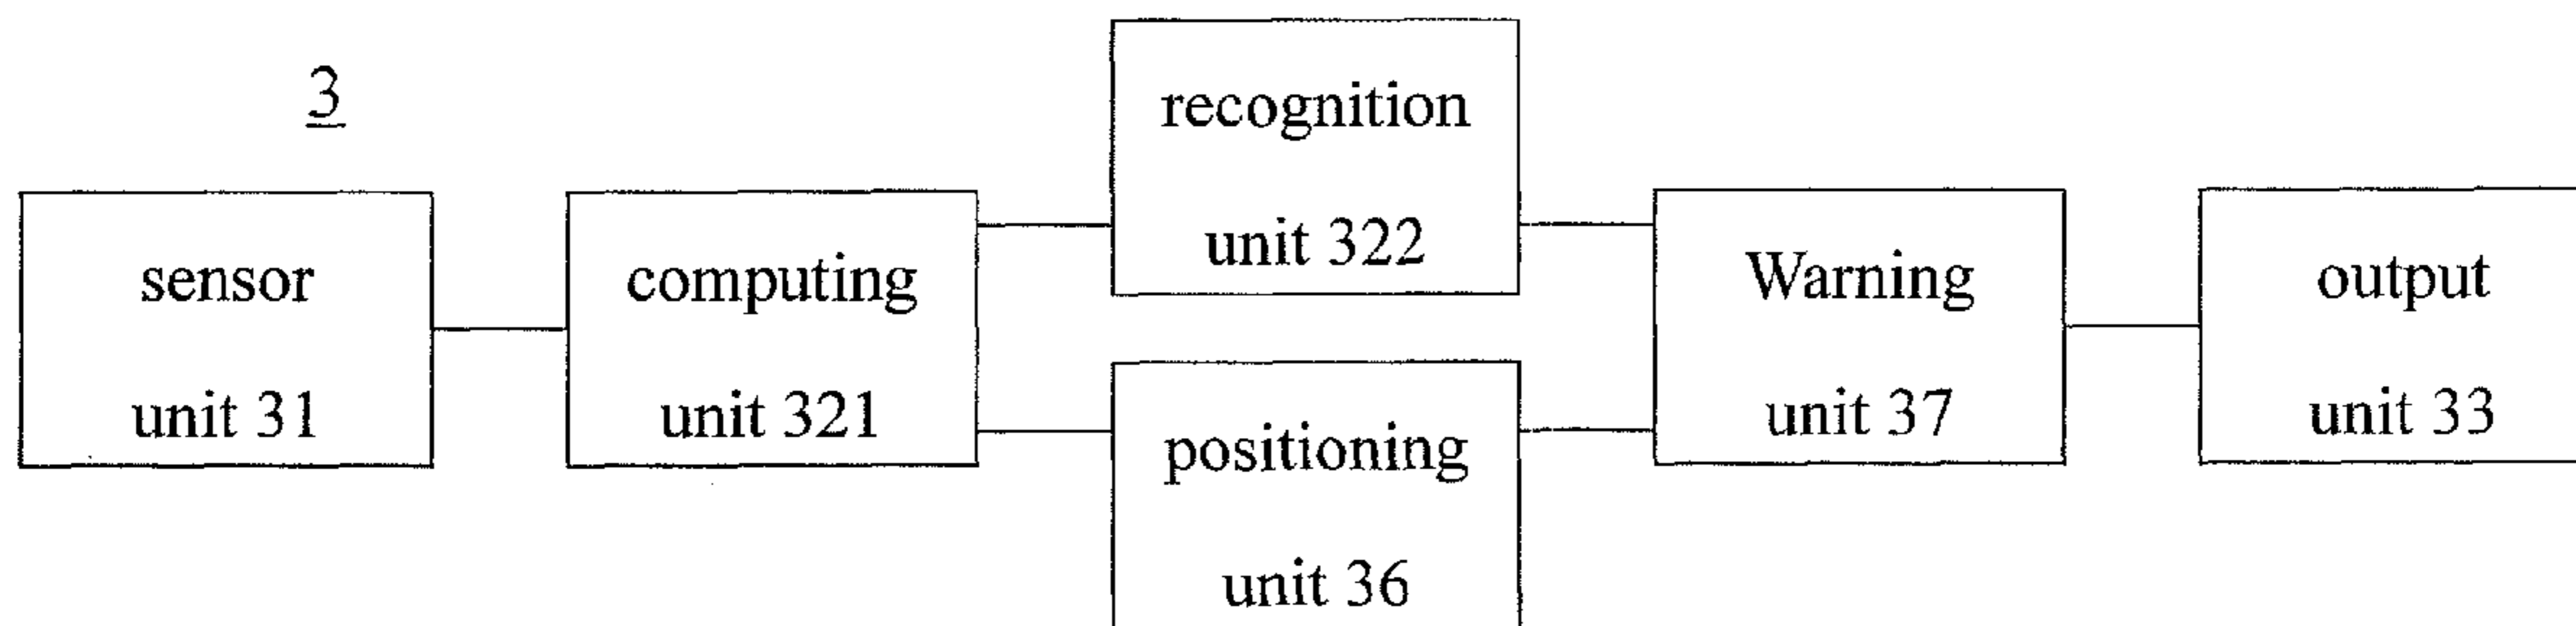 3
sensor
unit 31
computing
unit 321
recognition
unit 322
positioning
unit 36
Warning
unit 37
output
unit 33